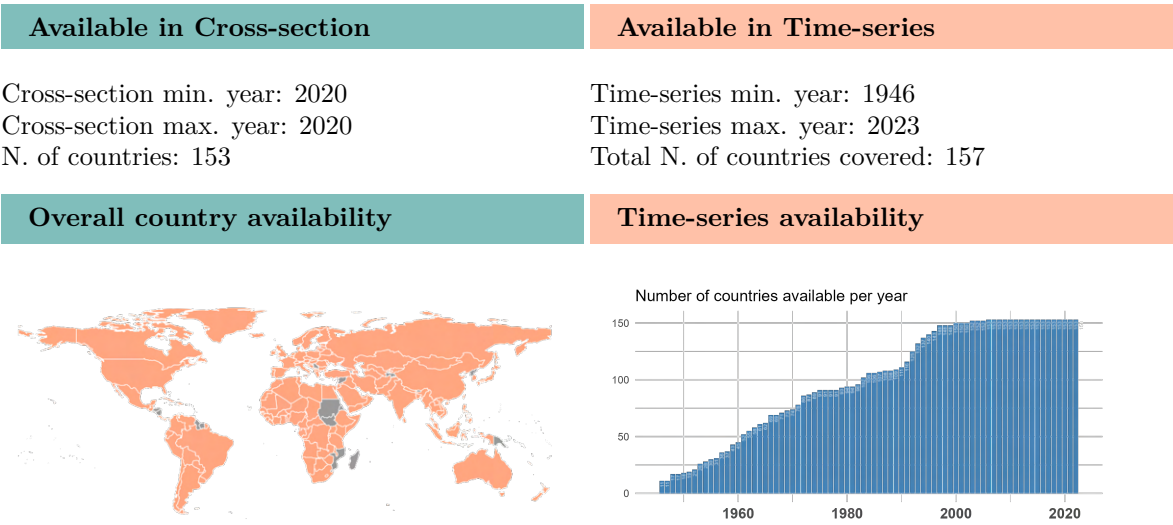 Available in Cross-section
Cross-section min. year: 2020
Cross-section max. year: 2020
N. of countries: 153
Available in Time-series
Time-series min. year: 1946
Time-series max. year: 2023
Total N. of countries covered: 157
Overall country availability
Time-series availability
Number of countries available per year
150
100
50
0
1960 1980 2000 2020